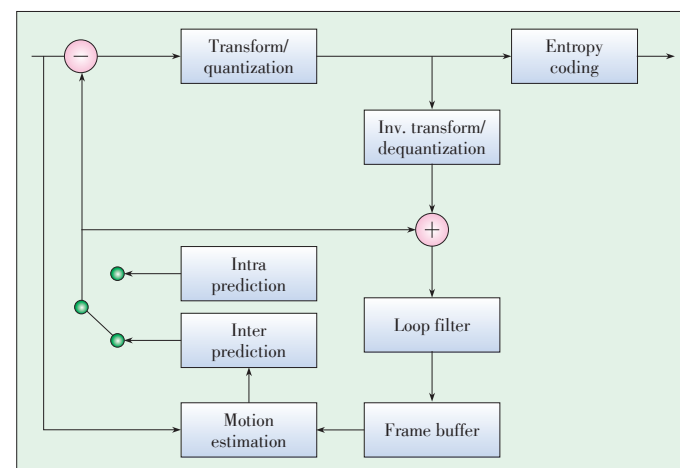 −
Transform/
quantization
Entropy
coding
Inv. transform/
dequantization
+
Intra
prediction
Inter
prediction
Loop filter
Motion
estimation
Frame buffer